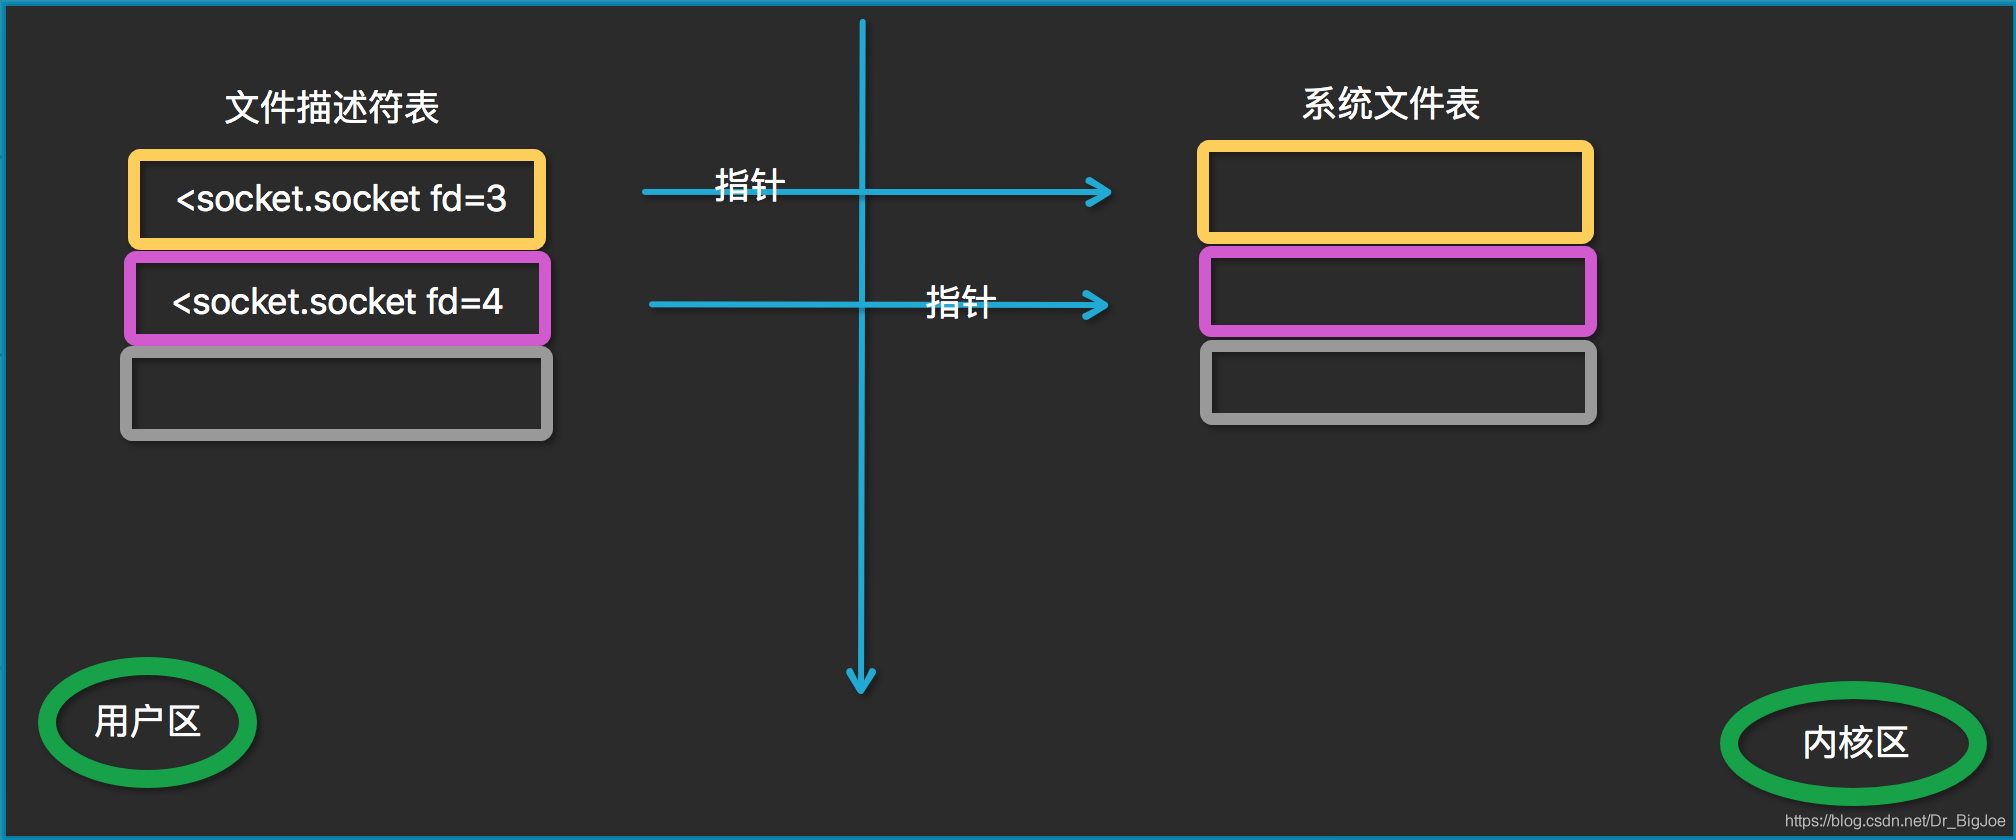 文件描述符表
系统文件表
<socket.socket fd=3
指针
<socket.socket fd=4
指针
用户区
内核区
https://blog.csdn.net/Dr_BigJoe